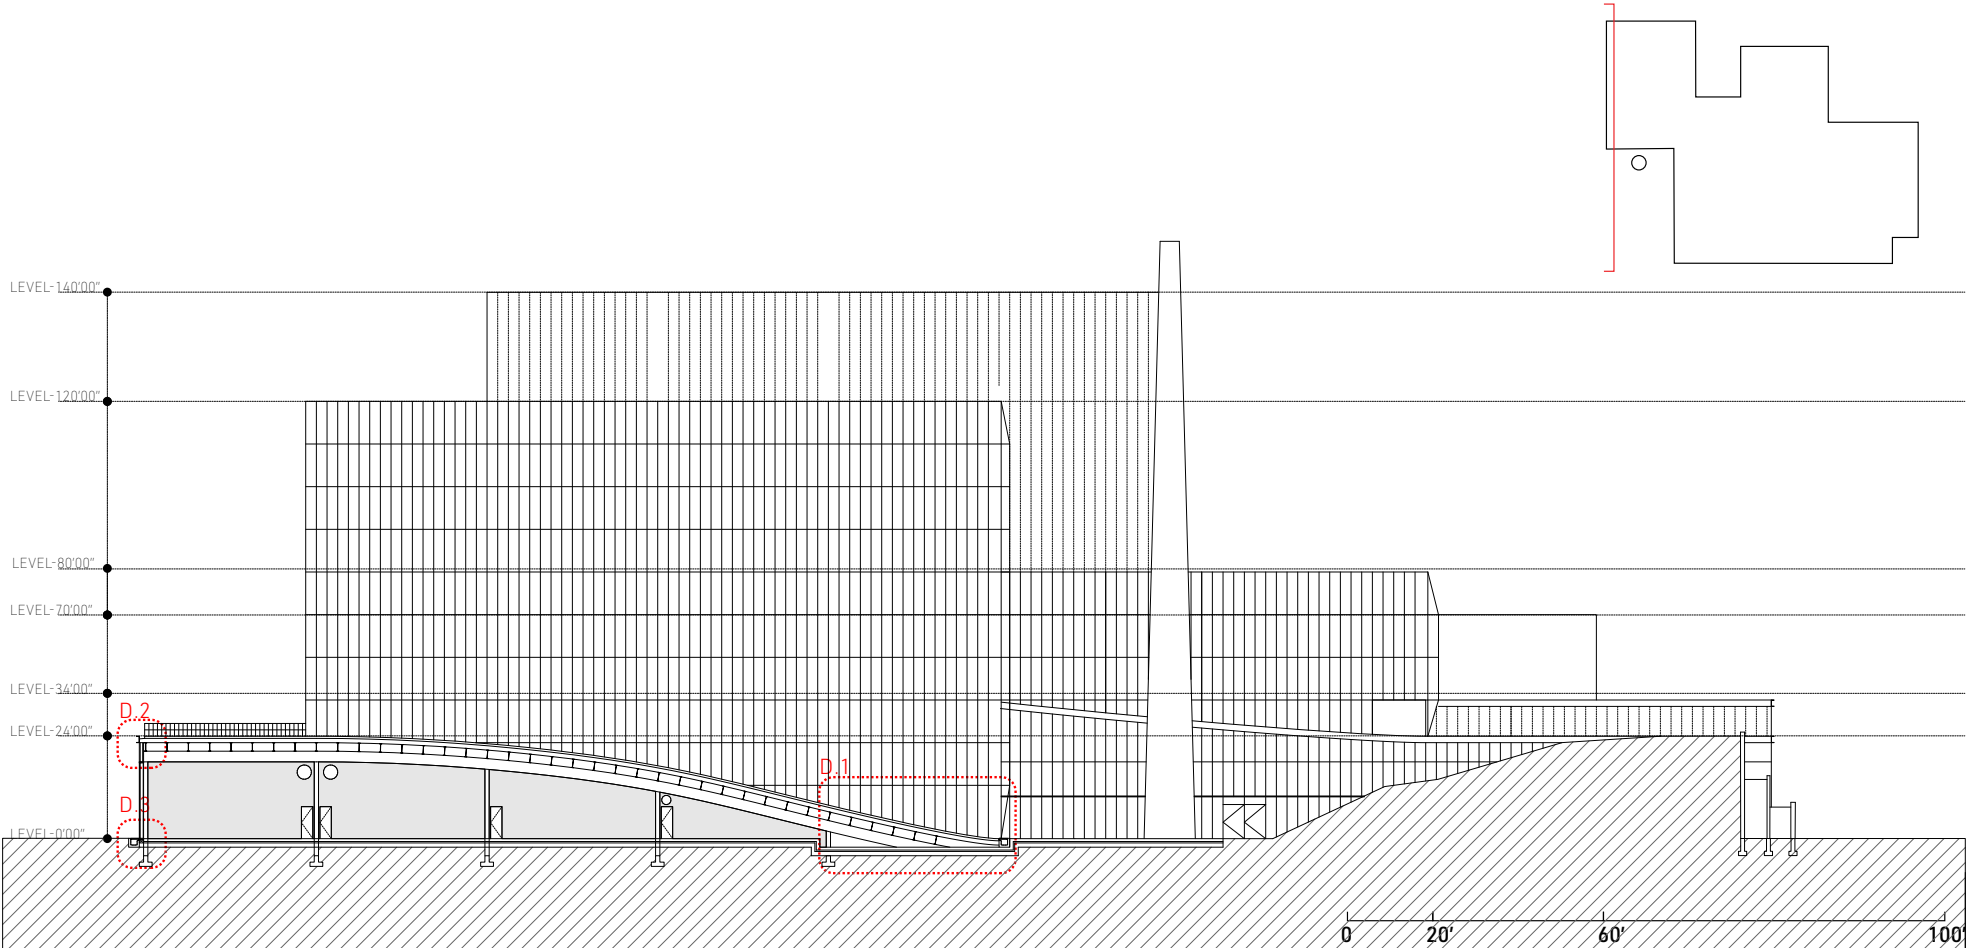 LEVEL-140'00"
LEVEL-120'00"
LEVEL-80'00"
LEVEL-70'00"
LEVEL-34'00"
D.2
LEVEL-24'00"
D.1
D.3
LEVEL-0'00"
0 20' 60' 100'